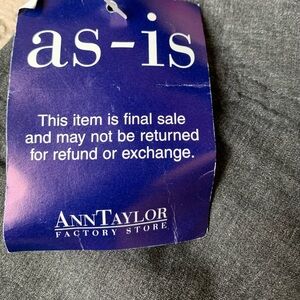 as-is
This item is final sale
and may not be returned
for refund or exchange.
ANNTAYLOR
FACTORY STORE